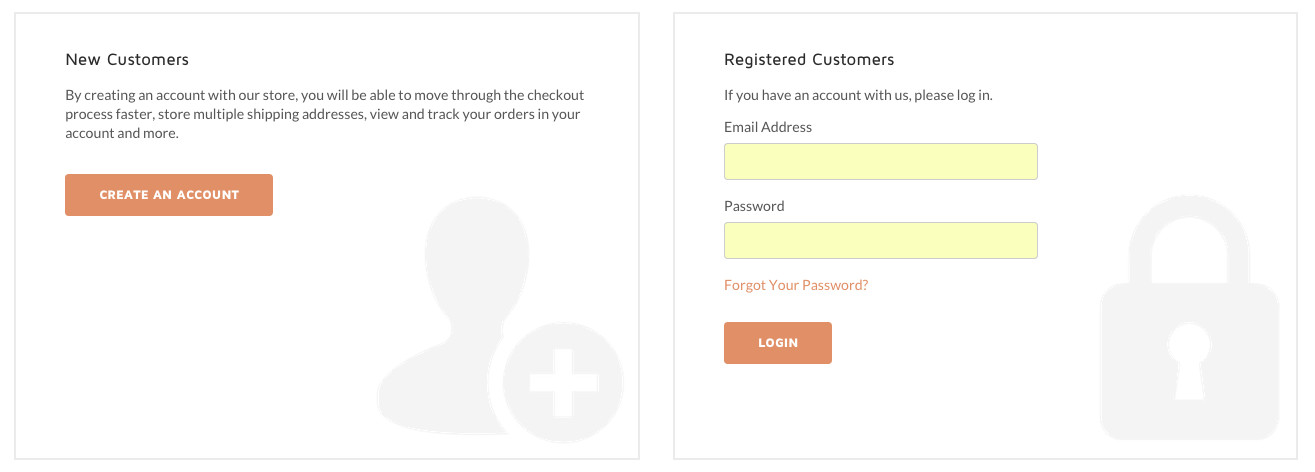 New Customers
By creating an account with our store, you will be able to move through the checkout
process faster, store multiple shipping addresses, view and track your orders in your
account and more.
CREATE AN ACCOUNT
Registered Customers
If you have an account with us, please log in.
Email Address
Password
Forgot Your Password?
LOGIN